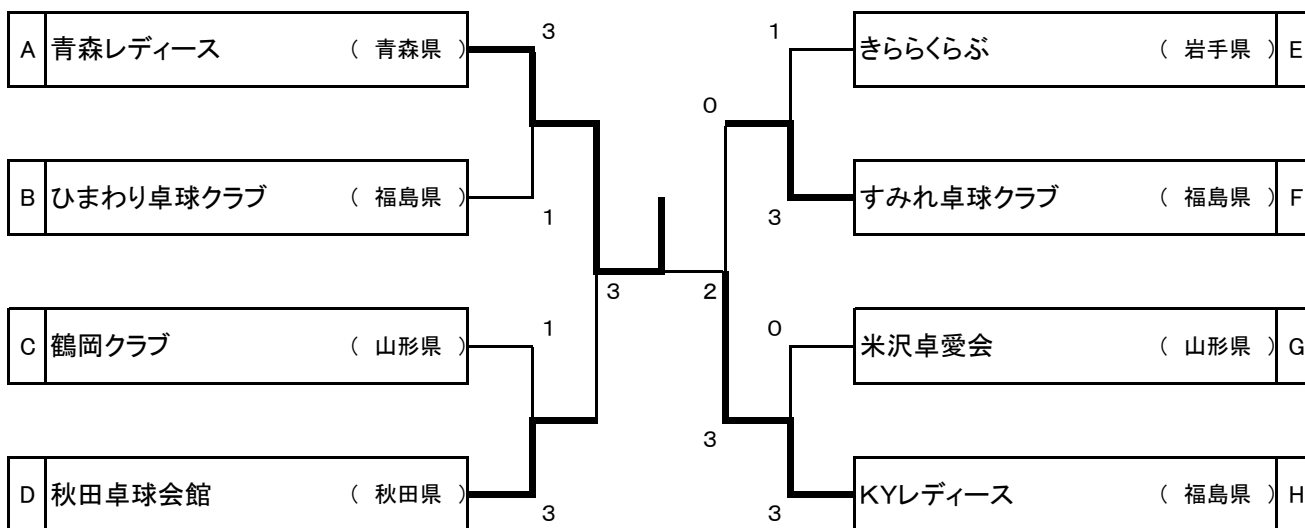 A 青森レディース （ 青森県 ） 3 1 きららくらぶ （ 岩手県 ） E
0
B ひまわり卓球クラブ （ 福島県 ） 1 3 すみれ卓球クラブ （ 福島県 ） F
3 2
C 鶴岡クラブ （ 山形県 ） 1 0 米沢卓愛会 （ 山形県 ） G
3
D 秋田卓球会館 （ 秋田県 ） 3 3 KYレディース （ 福島県 ） H